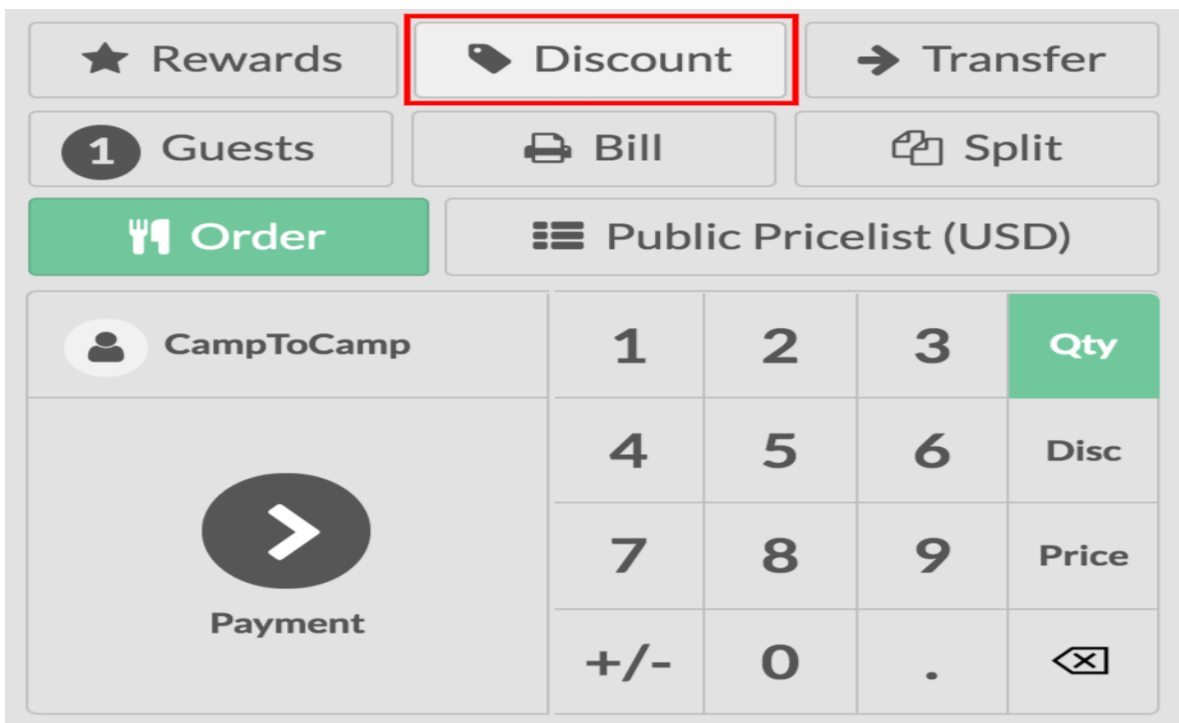 Rewards Discount Transfer
1 Guests Bill Split
Order Public Pricelist (USD)
CampToCamp 1 2 3 Qty
4 5 6 Disc
7 8 9 Price
Payment
+/- 0 .